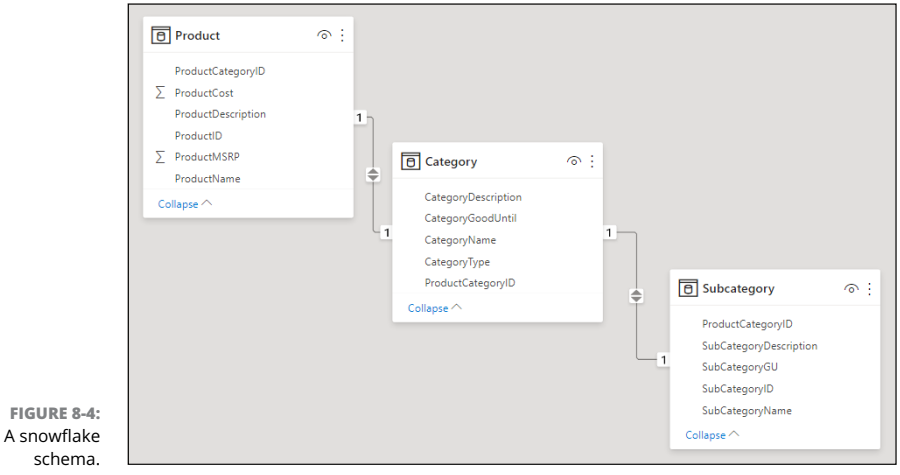 Product
ProductCategoryID
∑ ProductCost
ProductDescription
ProductID
∑ ProductMSRP
ProductName
Collapse
1
1
Category
CategoryDescription
CategoryGoodUntil
CategoryName
CategoryType
ProductCategoryID
Collapse
1
1
Subcategory
ProductCategoryID
SubCategoryDescription
SubCategoryGU
SubCategoryID
SubCategoryName
Collapse
FIGURE 8-4:
A snowflake
schema.